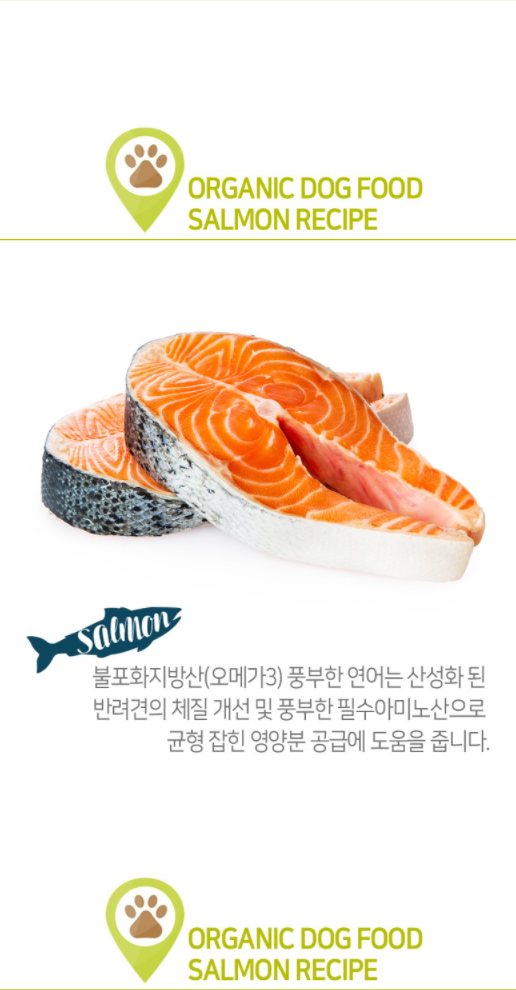 ORGANIC DOG FOOD
SALMON RECIPE
salmon
불포화지방산(오메가3) 풍부한 연어는 산성화 된
반려견의 체질 개선 및 풍부한 필수아미노산으로
균형 잡힌 영양분 공급에 도움을 줍니다.
ORGANIC DOG FOOD
SALMON RECIPE